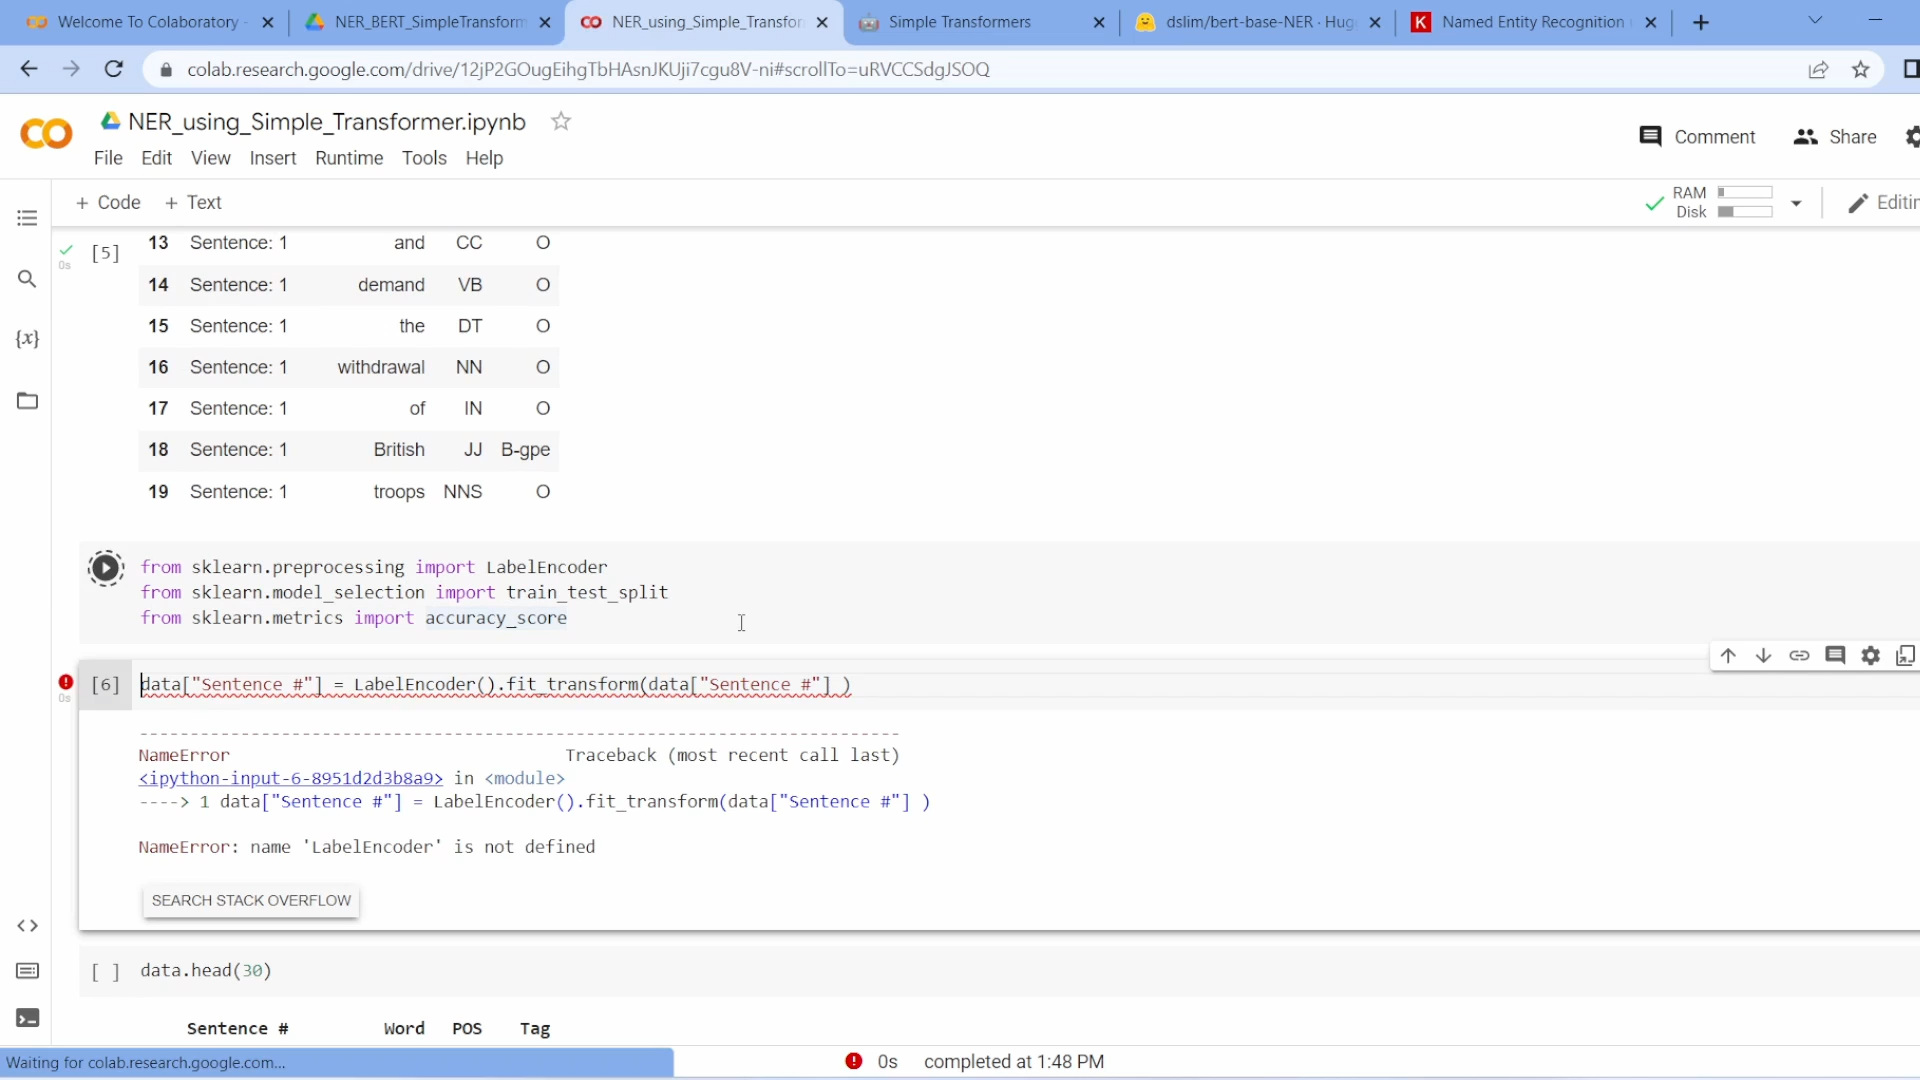 Welcome To Colaboratory -
NER_BERT_SimpleTransform
NER_using_Simple_Transfor
Simple Transformers
dslim/bert-base-NER · Hug
K
Named Entity Recognition
colab.research.google.com/drive/12jP2GOugEihgTbHAsnJKUji7cgu8V-ni#scrollTo=uRVCCSdgJSOQ
NER_using_Simple_Transformer.ipynb
Comment
Share
File Edit View Insert Runtime Tools Help
+ Code + Text
RAM
Disk
Editin
[5]
0s
13 Sentence: 1 and CC O
14 Sentence: 1 demand VB O
15 Sentence: 1 the DT O
16 Sentence: 1 withdrawal NN O
17 Sentence: 1 of IN O
18 Sentence: 1 British JJ B-gpe
19 Sentence: 1 troops NNS O
from sklearn.preprocessing import LabelEncoder
from sklearn.model_selection import train_test_split
from sklearn.metrics import accuracy_score
[6] data["Sentence #"] = LabelEncoder().fit_transform(data["Sentence #"] )
0s
---------------------------------------------------------------------------
NameError Traceback (most recent call last)
<ipython-input-6-8951d2d3b8a9> in <module>
----> 1 data["Sentence #"] = LabelEncoder().fit_transform(data["Sentence #"] )
NameError: name 'LabelEncoder' is not defined
SEARCH STACK OVERFLOW
[ ] data.head(30)
Sentence # Word POS Tag
Waiting for colab.research.google.com...
0s completed at 1:48 PM